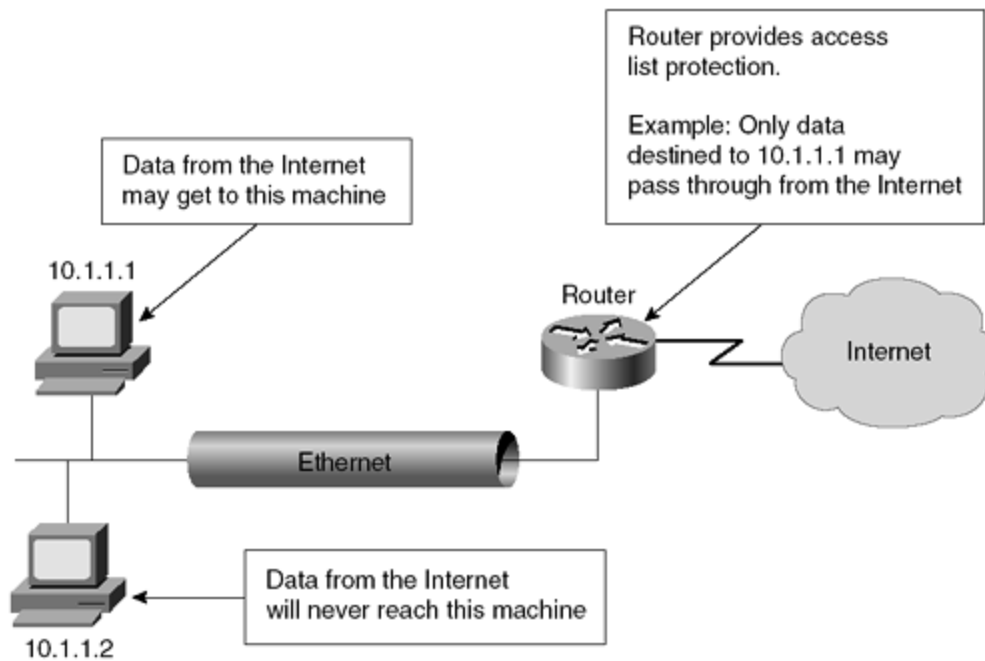 Router provides access
list protection.
Example: Only data
destined to 10.1.1.1 may
pass through from the Internet
Data from the Internet
may get to this machine
10.1.1.1
Router
Internet
Ethernet
Data from the Internet
will never reach this machine
10.1.1.2